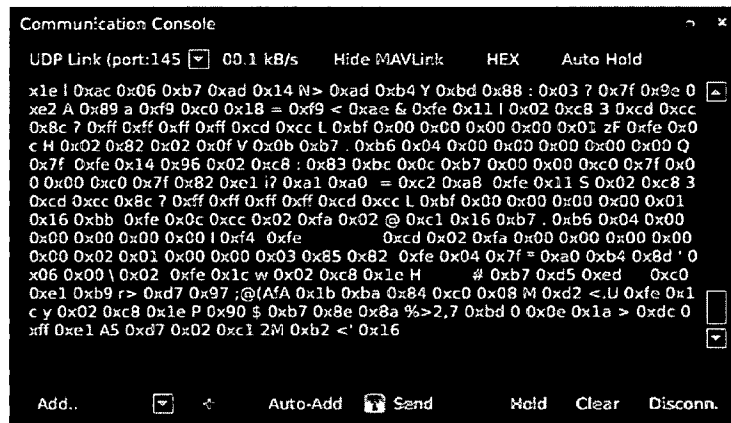 Communication Console
UDP Link (port:145 00.1 kB/s Hide MAVLink HEX Auto Hold
x1e l 0xac 0x06 0xb7 0xad 0x14 N> 0xad 0xb4 Y 0xbd 0x88 : 0x03 ? 0x7f 0x9e 0
xe2 A 0x89 a 0xf9 0xc0 0x18 = 0xf9 < 0xae & 0xfe 0x11 l 0x02 0xc8 3 0xcd 0xcc
0x8c ? 0xff 0xff 0xff 0xff 0xcd 0xcc L 0xbf 0x00 0x00 0x00 0x00 0x01 zF 0xfe 0x0
c H 0x02 0x82 0x02 0x0f V 0x0b 0xb7 . 0xb6 0x04 0x00 0x00 0x00 0x00 0x00 Q
0x7f 0xfe 0x14 0x96 0x02 0xc8 : 0x83 0xbc 0x0c 0xb7 0x00 0x00 0xc0 0x7f 0x0
0 0x00 0xc0 0x7f 0x82 0xe1 i? 0xa1 0xa0 = 0xc2 0xa8 0xfe 0x11 S 0x02 0xc8 3
0xcd 0xcc 0x8c ? 0xff 0xff 0xff 0xff 0xcd 0xcc L 0xbf 0x00 0x00 0x00 0x00 0x01
0x16 0xbb 0xfe 0x0c 0xcc 0x02 0xfa 0x02 @ 0xc1 0x16 0xb7 . 0xb6 0x04 0x00
0x00 0x00 0x00 0x00 l 0xf4 0xfe 0xcd 0x02 0xfa 0x00 0x00 0x00 0x00
0x00 0x02 0x01 0x00 0x00 0x03 0x85 0x82 0xfe 0x04 0x7f * 0xa0 0xb4 0x8d ' 0
x06 0x00 \ 0x02 0xfe 0x1c w 0x02 0xc8 0x1e H # 0xb7 0xd5 0xed 0xc0
0xe1 0xb9 r> 0xd7 0x97 ;@(AfA 0x1b 0xba 0x84 0xc0 0x08 M 0xd2 <.U 0xfe 0x1
c y 0x02 0xc8 0x1e P 0x90 $ 0xb7 0x8e 0x8a %>2,7 0xbd 0 0x0e 0x1a > 0xdc 0
xff 0xe1 A5 0xd7 0x02 0xc1 2M 0xb2 <' 0x16
Add.. Auto-Add Send Hold Clear Disconn.